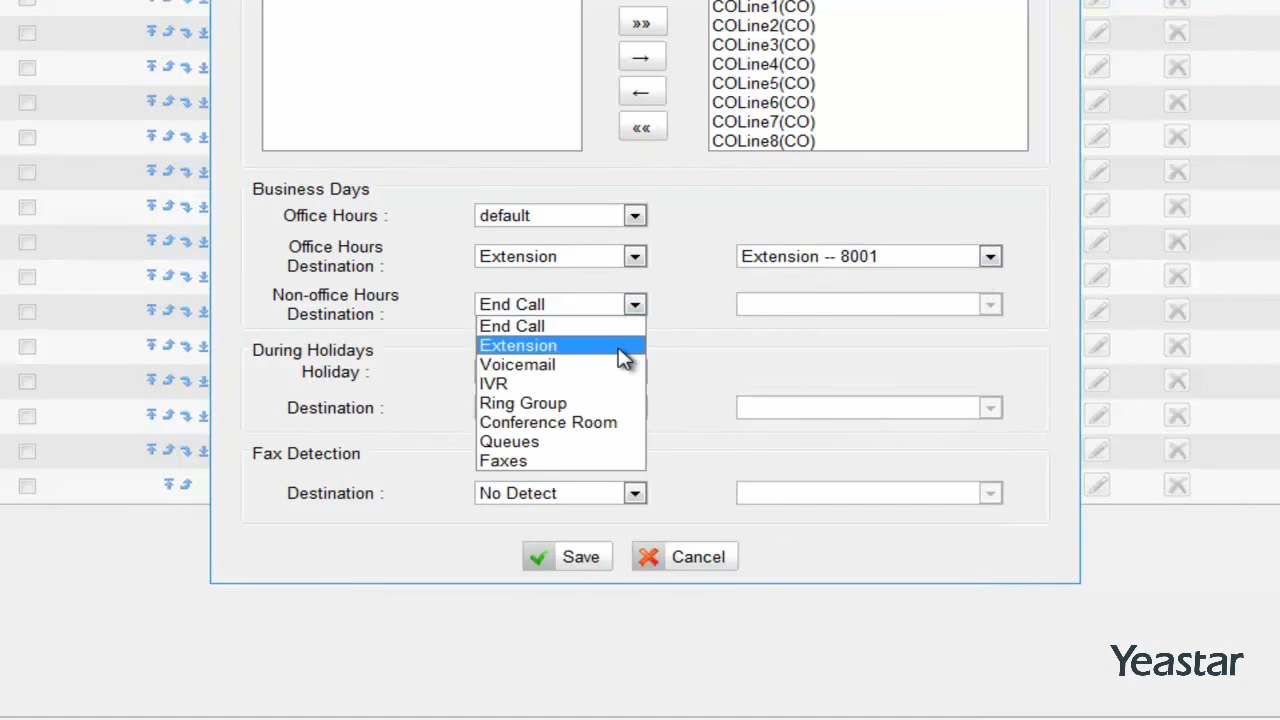 COLine1(CO)
»»
COLine2(CO)
COLine3(CO)
→
COLine4(CO)
COLine5(CO)
←
COLine6(CO)
COLine7(CO)
««
COLine8(CO)
Business Days
Office Hours : default
Office Hours
Destination : Extension Extension -- 8001
Non-office Hours
Destination : End Call
End Call
Extension
Voicemail
IVR
Ring Group
Conference Room
Queues
Faxes
During Holidays
Holiday :
Destination :
Fax Detection
Destination : No Detect
Save Cancel
Yeastar